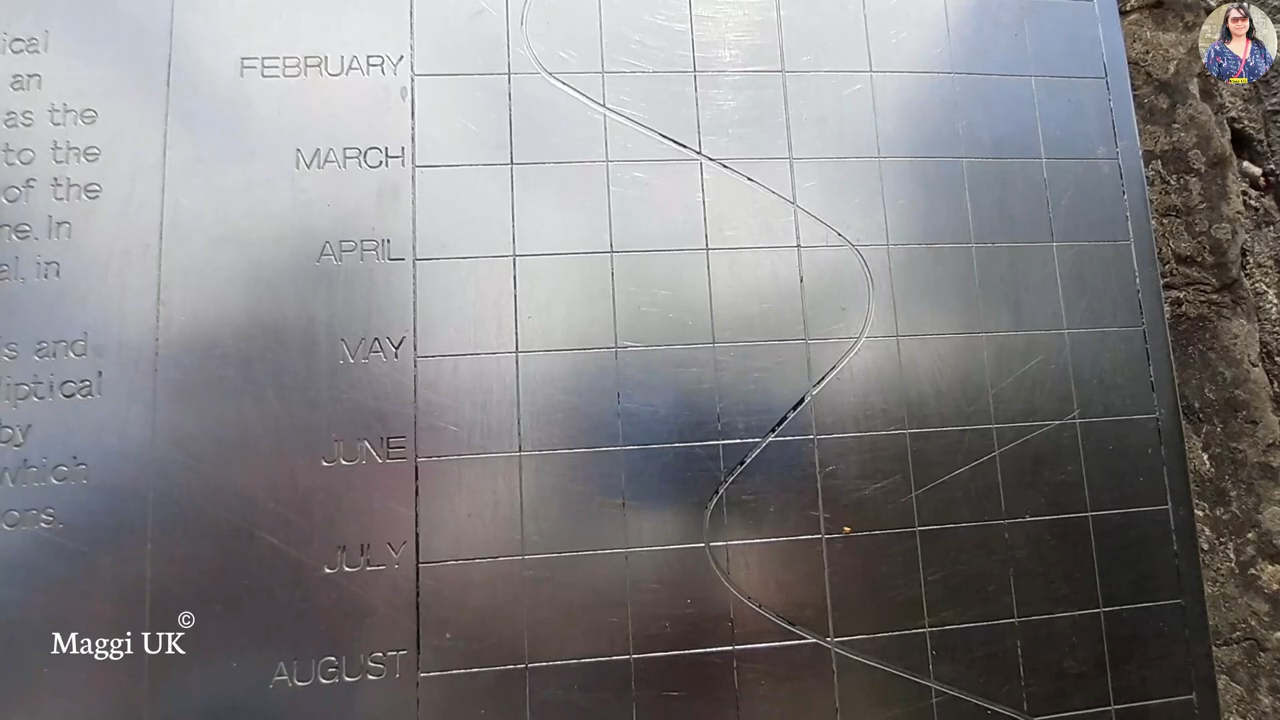 ical
an
as the
to the
of the
ne. In
al, in
s and
liptical
by
which
ons.
FEBRUARY
MARCH
APRIL
MAY
JUNE
JULY
AUGUST
Maggi UK ©